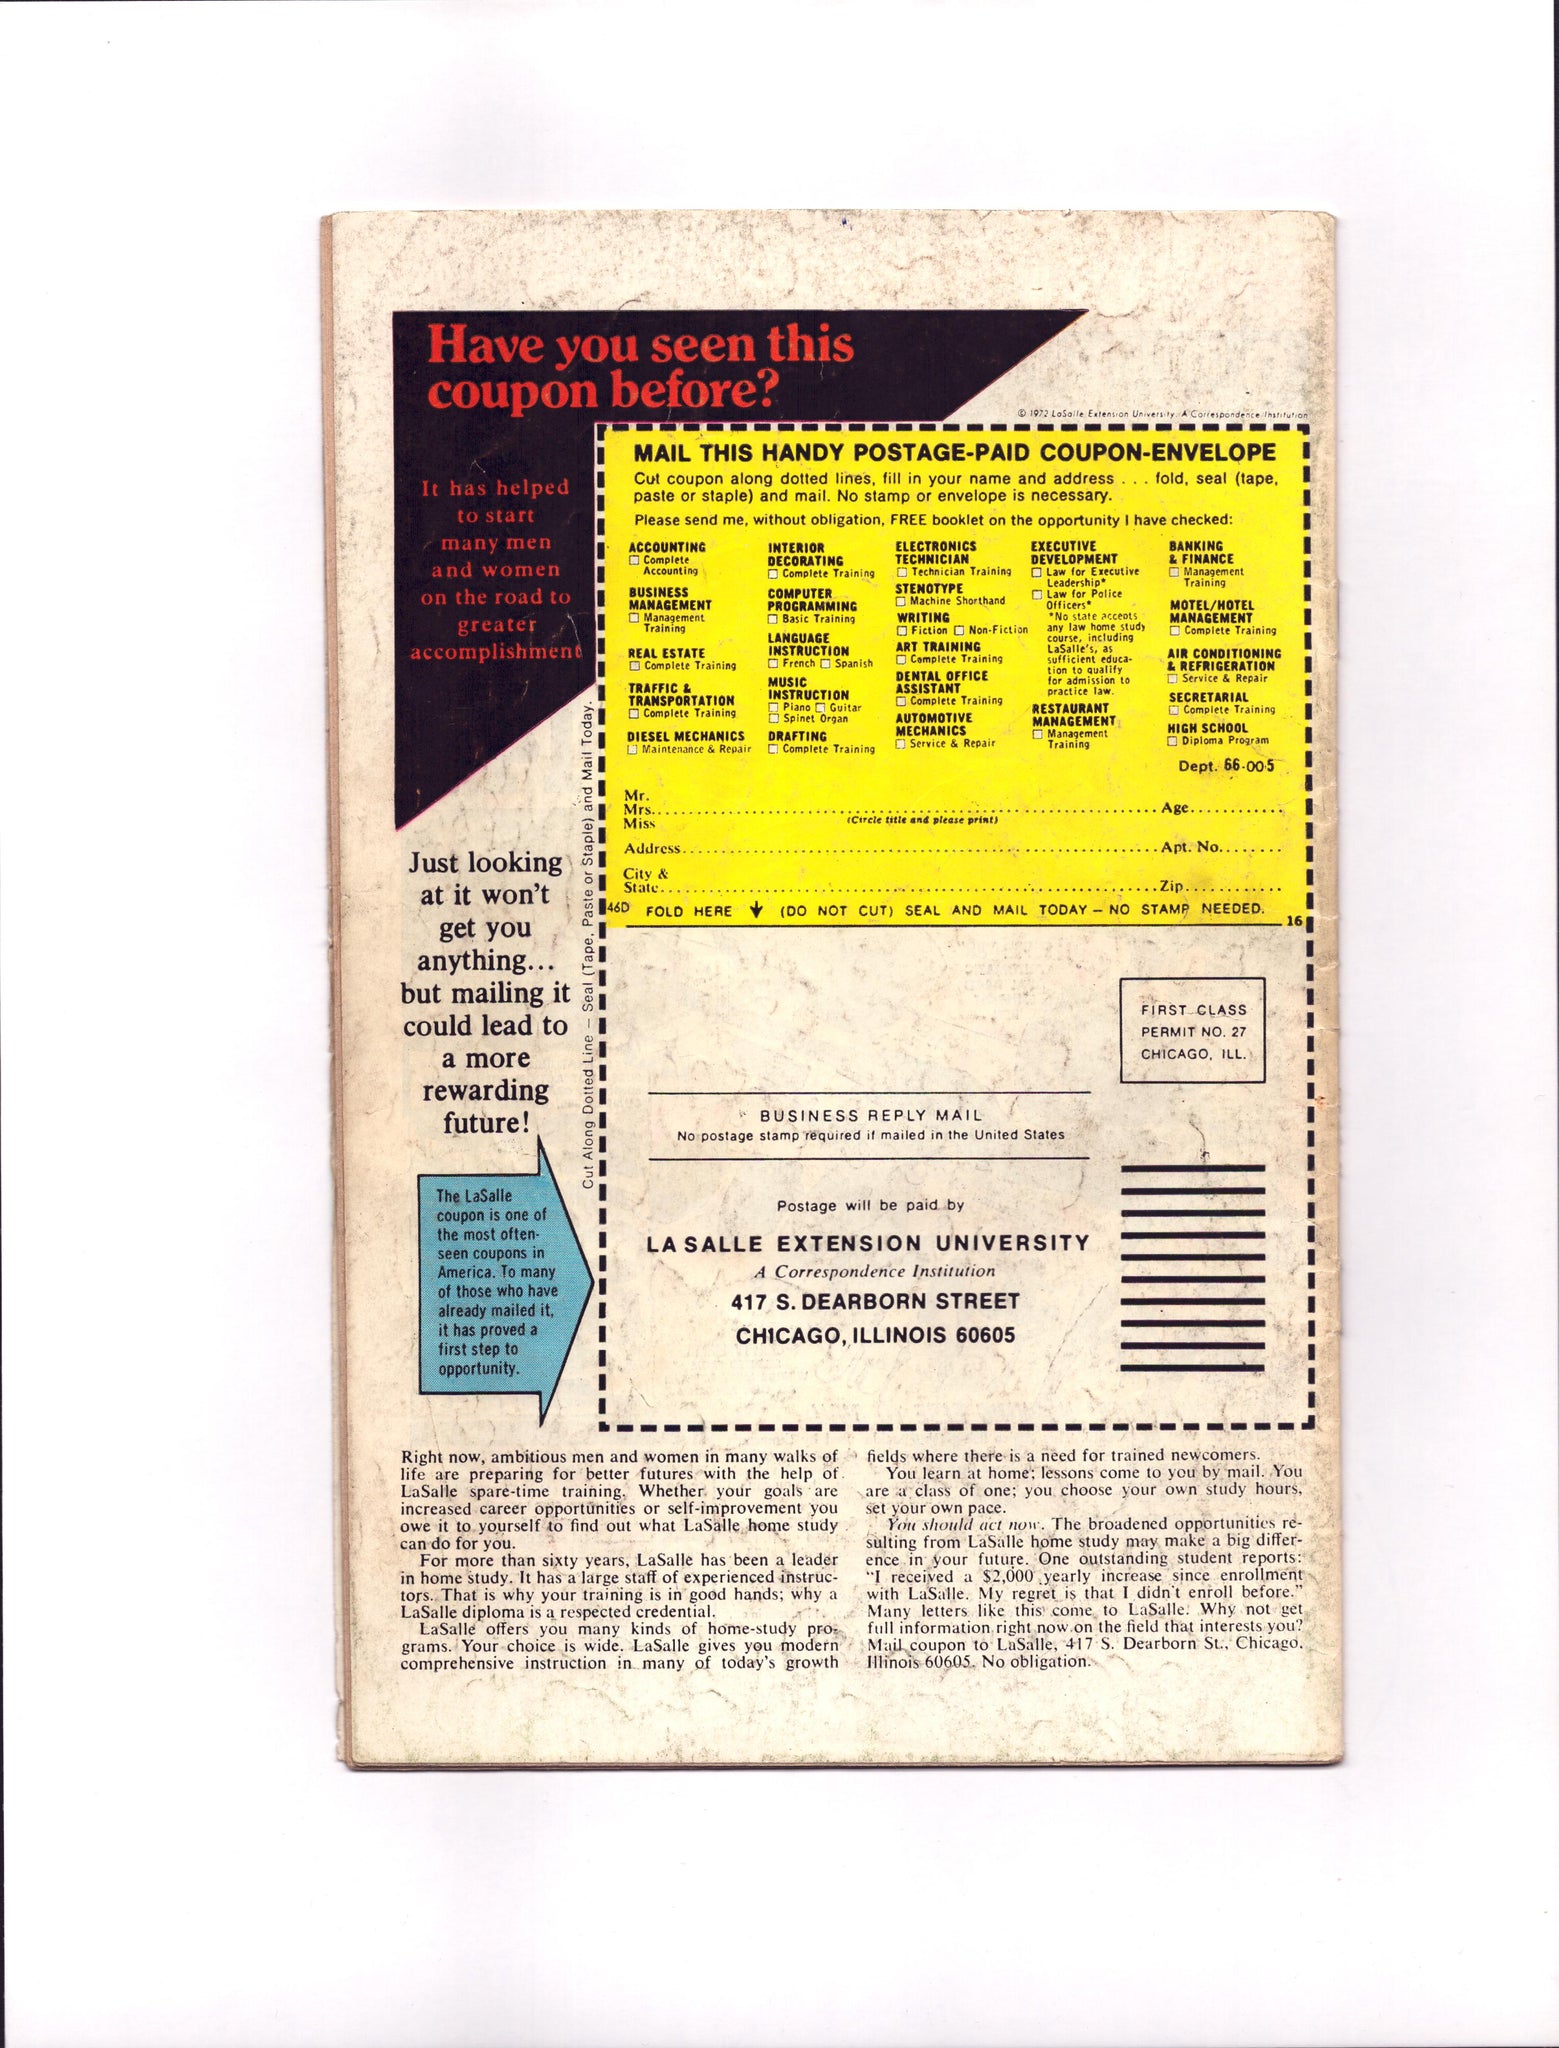 Have you seen this
coupon before?
© 1972 LaSalle Extension University. A Correspondence Institution
It has helped
to start
many men
and women
on the road to
greater
accomplishment
MAIL THIS HANDY POSTAGE-PAID COUPON-ENVELOPE
Cut coupon along dotted lines, fill in your name and address . . . fold, seal (tape,
paste or staple) and mail. No stamp or envelope is necessary.
Please send me, without obligation, FREE booklet on the opportunity I have checked:
ACCOUNTING
Complete
Accounting
BUSINESS
MANAGEMENT
Management
Training
REAL ESTATE
Complete Training
TRAFFIC &
TRANSPORTATION
Complete Training
DIESEL MECHANICS
Maintenance & Repair
INTERIOR
DECORATING
Complete Training
COMPUTER
PROGRAMMING
Basic Training
LANGUAGE
INSTRUCTION
French Spanish
MUSIC
INSTRUCTION
Piano Guitar
Spinet Organ
DRAFTING
Complete Training
ELECTRONICS
TECHNICIAN
Technician Training
STENOTYPE
Machine Shorthand
WRITING
Fiction Non-Fiction
ART TRAINING
Complete Training
DENTAL OFFICE
ASSISTANT
Complete Training
AUTOMOTIVE
MECHANICS
Service & Repair
EXECUTIVE
DEVELOPMENT
Law for Executive
Leadership*
Law for Police
Officers*
*No state accepts
any law home study
course, including
LaSalle's, as
sufficient educa-
tion to qualify
for admission to
practice law.
RESTAURANT
MANAGEMENT
Management
Training
BANKING
& FINANCE
Management
Training
MOTEL/HOTEL
MANAGEMENT
Complete Training
AIR CONDITIONING
& REFRIGERATION
Service & Repair
SECRETARIAL
Complete Training
HIGH SCHOOL
Diploma Program
Dept. 66-005
Mr.
Mrs. Age
Miss (Circle title and please print)
Address Apt. No.
City &
State Zip
46D FOLD HERE (DO NOT CUT) SEAL AND MAIL TODAY – NO STAMP NEEDED.
16
Cut Along Dotted Line – Seal (Tape, Paste or Staple) and Mail Today.
Just looking
at it won't
get you
anything...
but mailing it
could lead to
a more
rewarding
future!
The LaSalle
coupon is one of
the most often-
seen coupons in
America. To many
of those who have
already mailed it,
it has proved a
first step to
opportunity.
FIRST CLASS
PERMIT NO. 27
CHICAGO, ILL.
BUSINESS REPLY MAIL
No postage stamp required if mailed in the United States
Postage will be paid by
LA SALLE EXTENSION UNIVERSITY
A Correspondence Institution
417 S. DEARBORN STREET
CHICAGO, ILLINOIS 60605
Right now, ambitious men and women in many walks of
life are preparing for better futures with the help of
LaSalle spare-time training. Whether your goals are
increased career opportunities or self-improvement you
owe it to yourself to find out what LaSalle home study
can do for you.
For more than sixty years, LaSalle has been a leader
in home study. It has a large staff of experienced instruc-
tors. That is why your training is in good hands; why a
LaSalle diploma is a respected credential.
LaSalle offers you many kinds of home-study pro-
grams. Your choice is wide. LaSalle gives you modern
comprehensive instruction in many of today's growth
fields where there is a need for trained newcomers.
You learn at home; lessons come to you by mail. You
are a class of one; you choose your own study hours,
set your own pace.
You should act now. The broadened opportunities re-
sulting from LaSalle home study may make a big differ-
ence in your future. One outstanding student reports:
"I received a $2,000 yearly increase since enrollment
with LaSalle. My regret is that I didn't enroll before."
Many letters like this come to LaSalle. Why not get
full information right now on the field that interests you?
Mail coupon to LaSalle, 417 S. Dearborn St., Chicago,
Illinois 60605. No obligation.